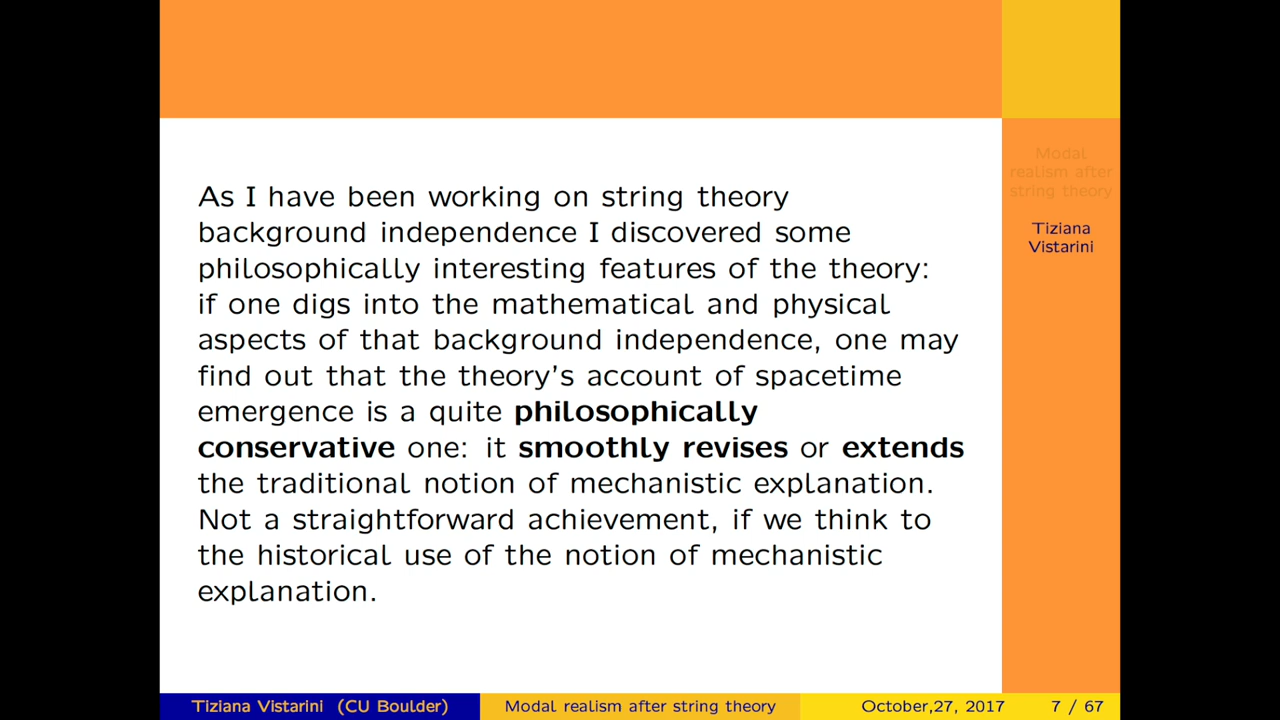 As I have been working on string theory
background independence I discovered some
philosophically interesting features of the theory:
if one digs into the mathematical and physical
aspects of that background independence, one may
find out that the theory's account of spacetime
emergence is a quite philosophically
conservative one: it smoothly revises or extends
the traditional notion of mechanistic explanation.
Not a straightforward achievement, if we think to
the historical use of the notion of mechanistic
explanation.
Modal
realism after
string theory
Tiziana
Vistarini
Tiziana Vistarini (CU Boulder)
Modal realism after string theory
October,27, 2017
7 / 67